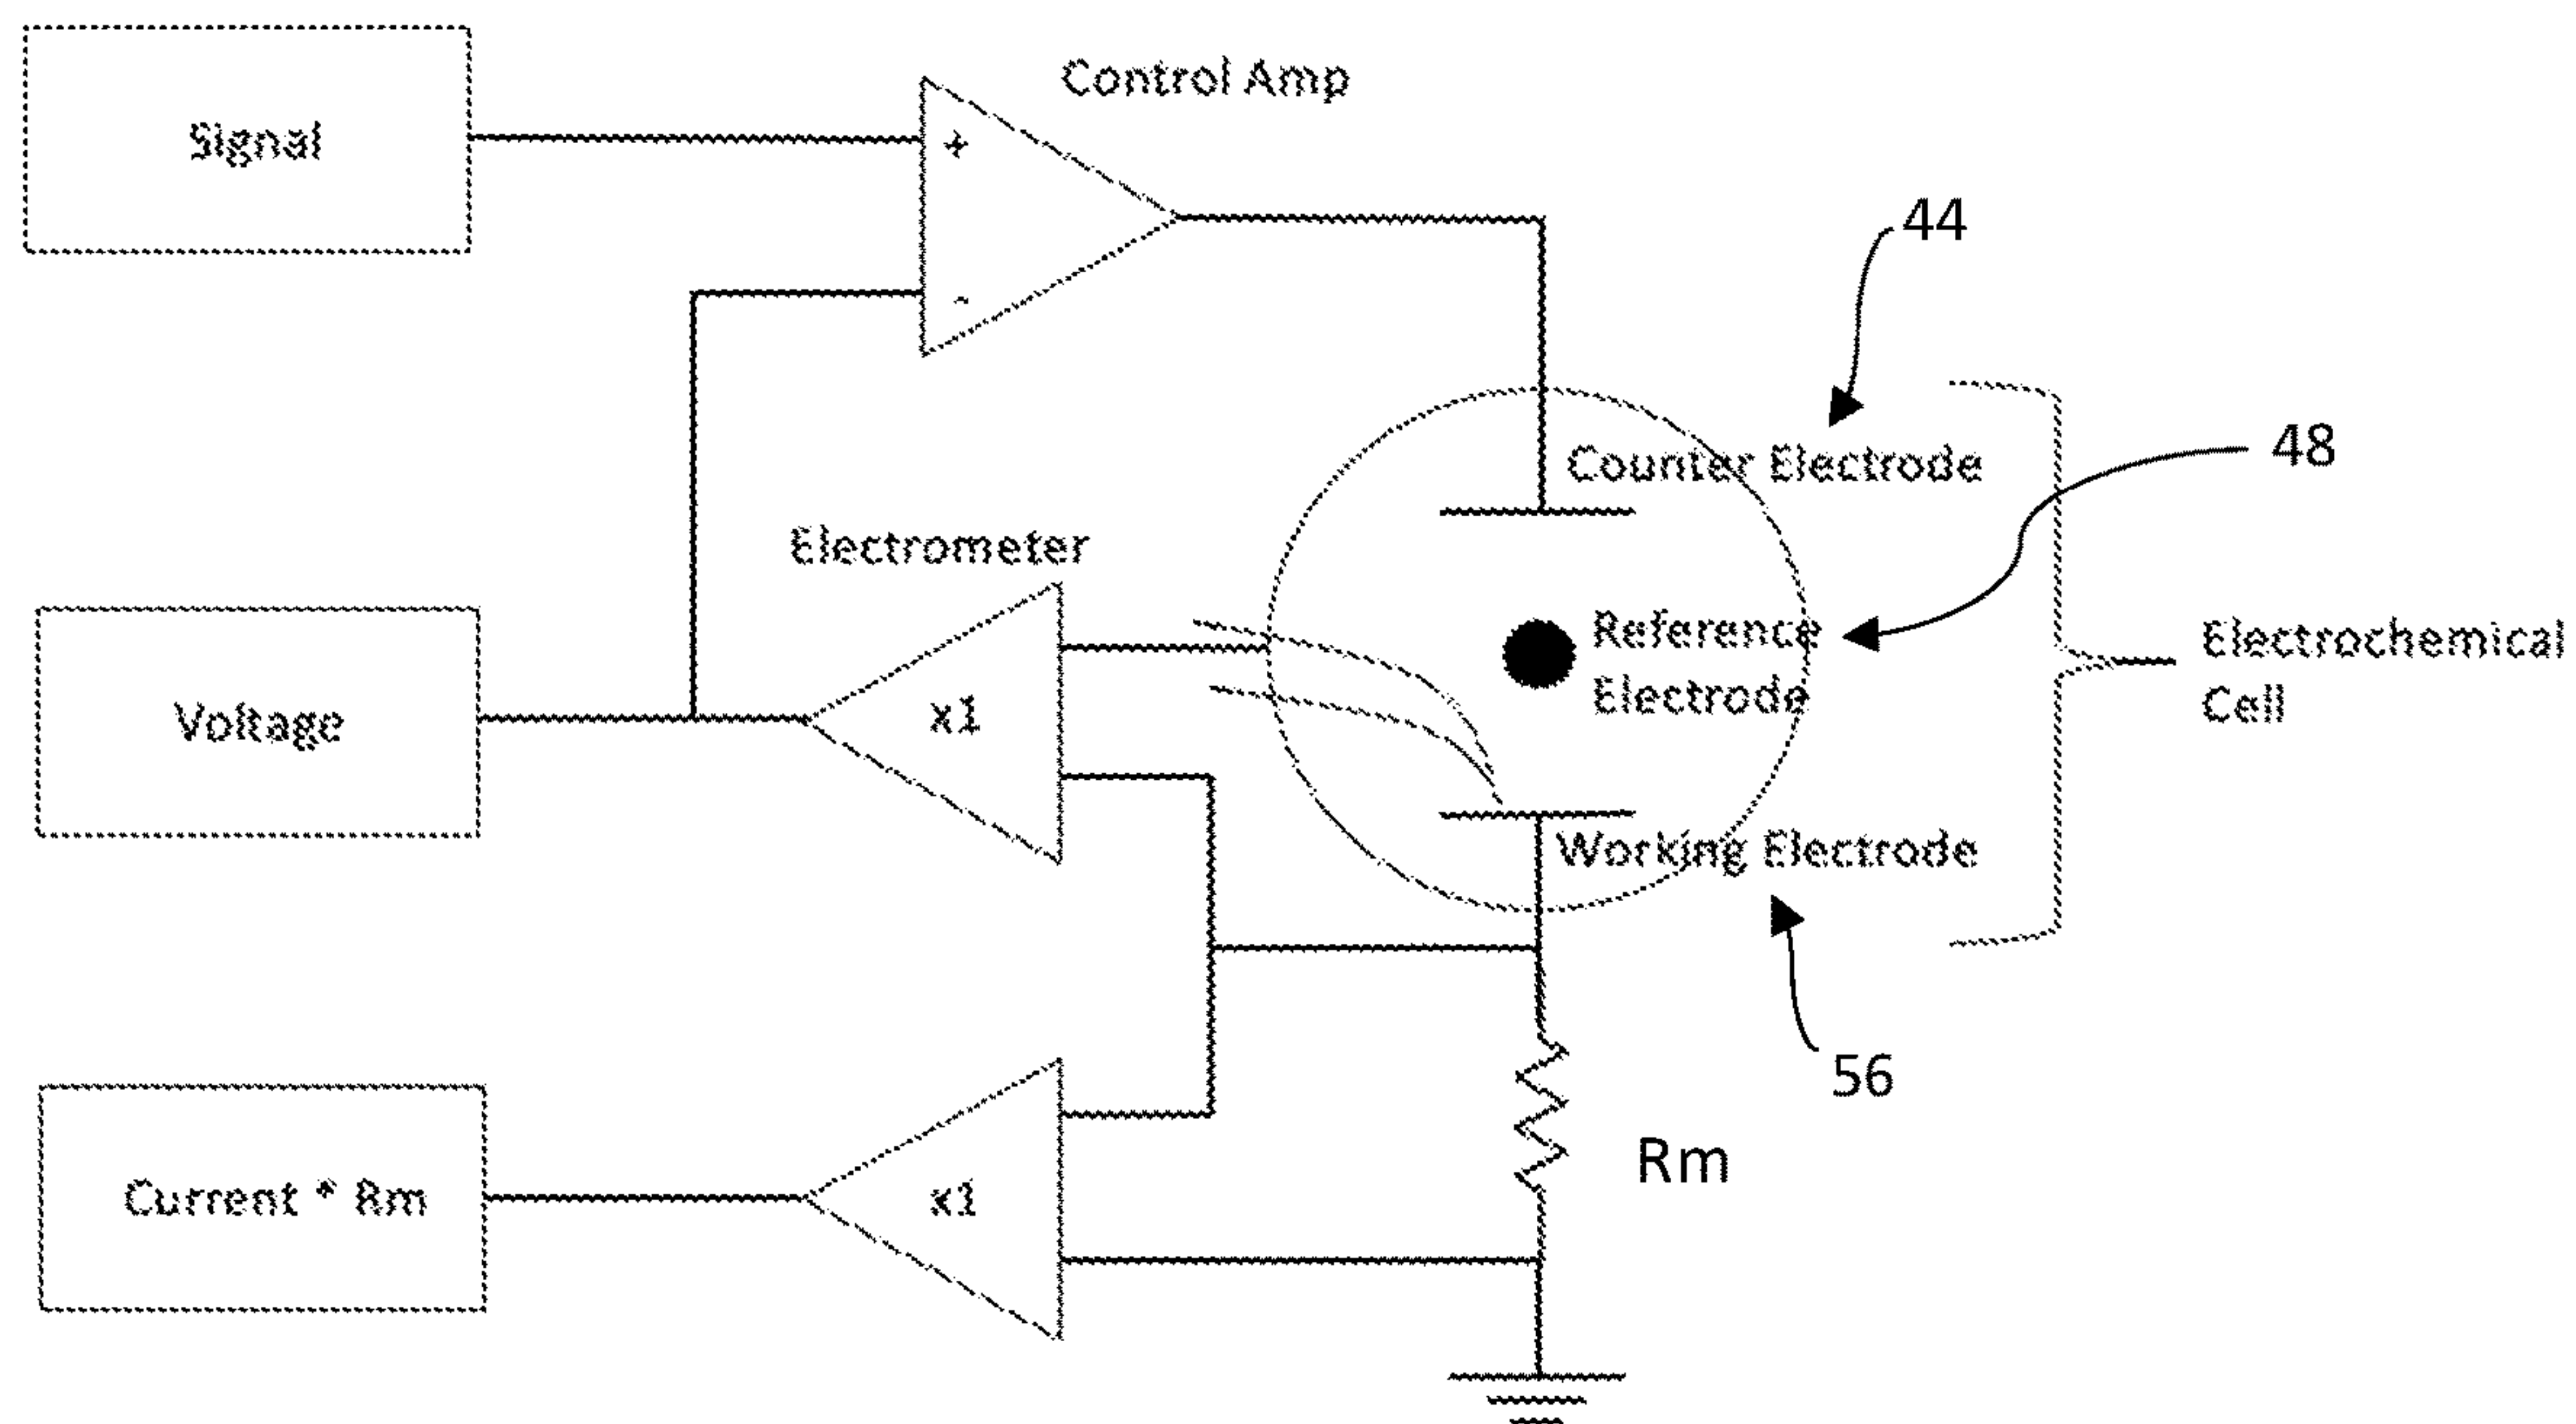 Control Amp
Signal
+
-
44
48
Counter Electrode
Electrometer
Reference
Electrode
Electrochemical
Cell
x1
Voltage
Working Electrode
56
Rm
x1
Current * Rm